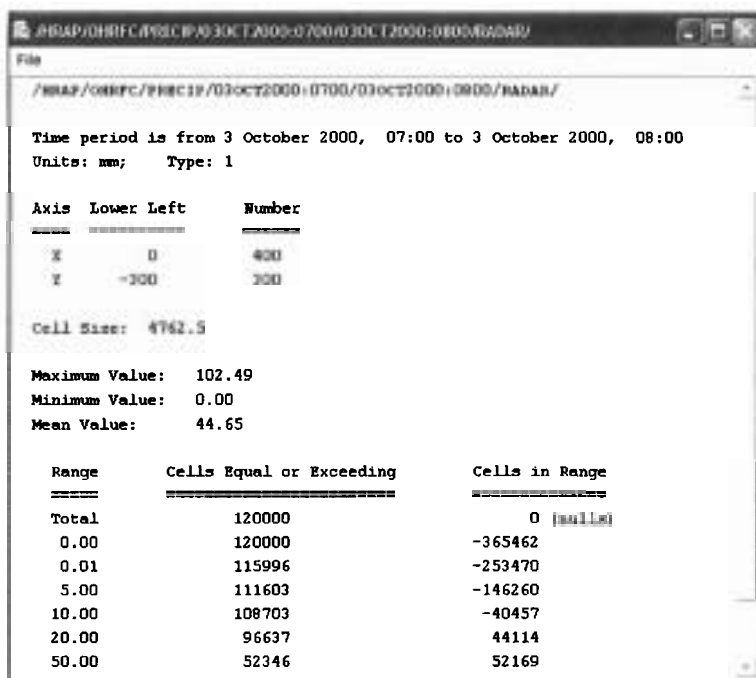 /HRAP/OHRFC/PRECIP/03OCT2000:0700/03OCT2000:0800/RADAR/
File
/HRAP/OHRFC/PRECIP/03OCT2000:0700/03OCT2000:0800/RADAR/
Time period is from 3 October 2000, 07:00 to 3 October 2000, 08:00
Units: mm; Type: 1
Axis Lower Left Number
==== ========== ======
X 0 400
Y -300 300
Cell Size: 4762.5
Maximum Value: 102.49
Minimum Value: 0.00
Mean Value: 44.65
Range Cells Equal or Exceeding Cells in Range
===== ======================== ==============
Total 120000 0 (nulls)
0.00 120000 -365462
0.01 115996 -253470
5.00 111603 -146260
10.00 108703 -40457
20.00 96637 44114
50.00 52346 52169